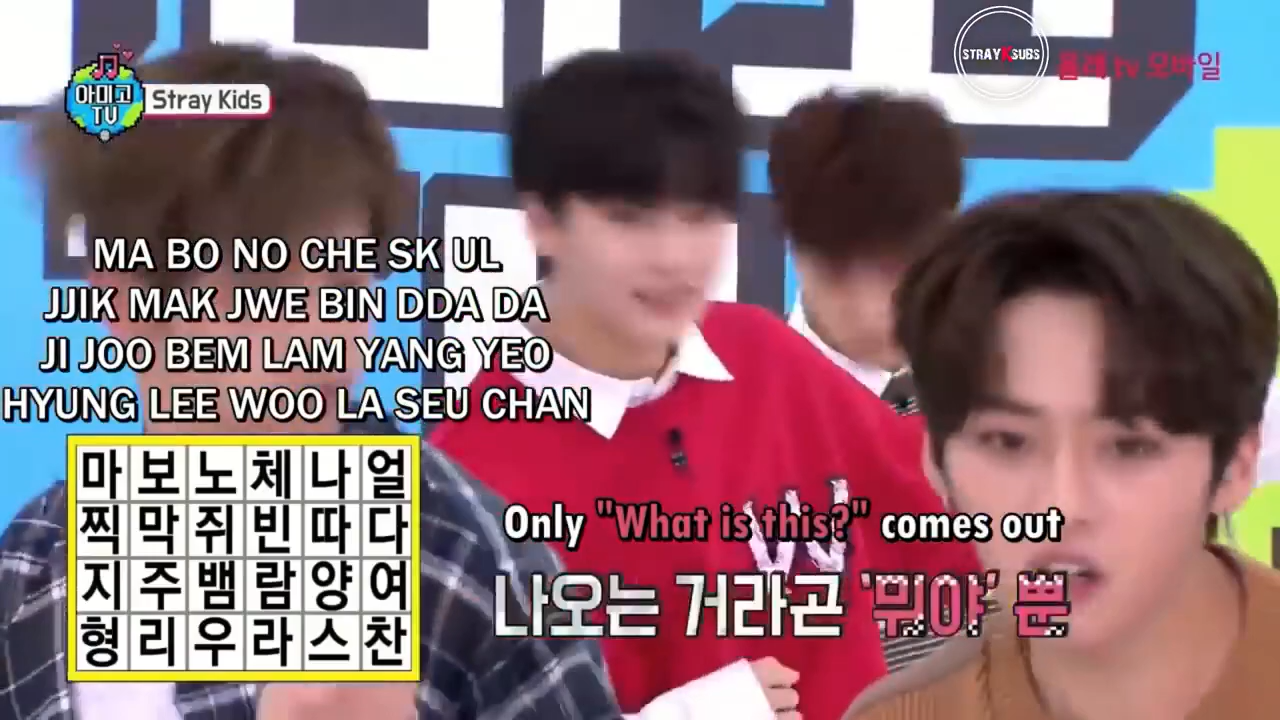 아미고
TV
Stray Kids
STRAYKSUBS
올레 tv 모바일
MA BO NO CHE SK UL
JJIK MAK JWE BIN DDA DA
JI JOO BEM LAM YANG YEO
HYUNG LEE WOO LA SEU CHAN
마 보 노 체 나 얼
찍 막 쥐 빈 따 다
지 주 뱀 람 양 여
형 리 우 라 스 찬
Only "What is this?" comes out
나오는 거라곤 '뭐야' 뿐
W